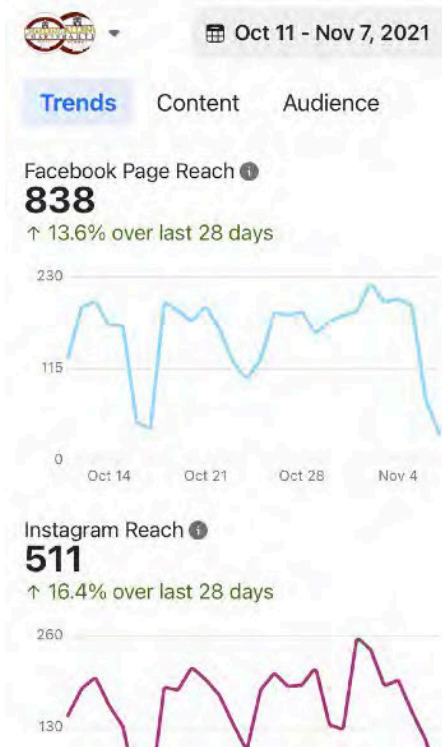 Oct 11 - Nov 7, 2021
Trends Content Audience
Facebook Page Reach
838
↑ 13.6% over last 28 days
230
115
0
Oct 14 Oct 21 Oct 28 Nov 4
Instagram Reach
511
↑ 16.4% over last 28 days
260
130